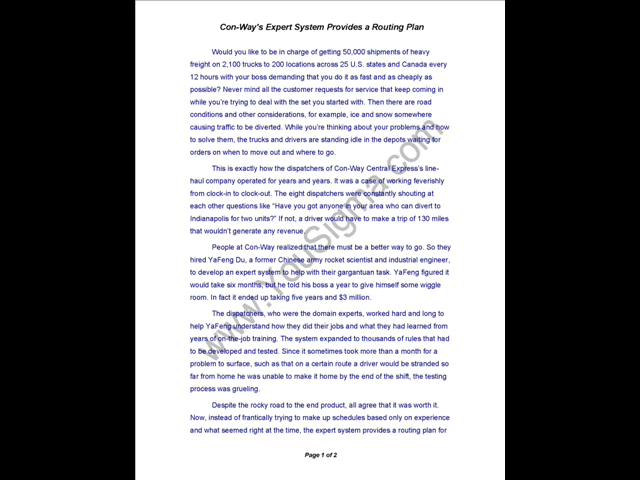 Con-Way's Expert System Provides a Routing Plan
Would you like to be in charge of getting 50,000 shipments of heavy
freight on 2,100 trucks to 200 locations across 25 U.S. states and Canada every
12 hours with your boss demanding that you do it as fast and as cheaply as
possible? Never mind all the customer requests for service that keep coming in
while you're trying to deal with the set you started with. Then there are road
conditions and other considerations, for example, ice and snow somewhere
causing traffic to be diverted. While you're thinking about your problems and how
to solve them, the trucks and drivers are standing idle in the depots waiting for
orders on when to move out and where to go.
This is exactly how the dispatchers of Con-Way Central Express's line-
haul company operated for years and years. It was a case of working feverishly
from clock-in to clock-out. The eight dispatchers were constantly shouting at
each other questions like "Have you got anyone in your area who can divert to
Indianapolis for two units?" If not, a driver would have to make a trip of 130 miles
that wouldn't generate any revenue.
People at Con-Way realized that there must be a better way to go. So they
hired YaFeng Du, a former Chinese army rocket scientist and industrial engineer,
to develop an expert system to help with their gargantuan task. YaFeng figured it
would take six months, but he told his boss a year to give himself some wiggle
room. In fact it ended up taking five years and $3 million.
The dispatchers, who were the domain experts, worked hard and long to
help YaFeng understand how they did their jobs and what they had learned from
years of on-the-job training. The system expanded to thousands of rules that had
to be developed and tested. Since it sometimes took more than a month for a
problem to surface, such as that on a certain route a driver would be stranded so
far from home he was unable to make it home by the end of the shift, the testing
process was grueling.
Despite the rocky road to the end product, all agree that it was worth it.
Now, instead of frantically trying to make up schedules based only on experience
and what seemed right at the time, the expert system provides a routing plan for
Page 1 of 2
www.YouSigma.com